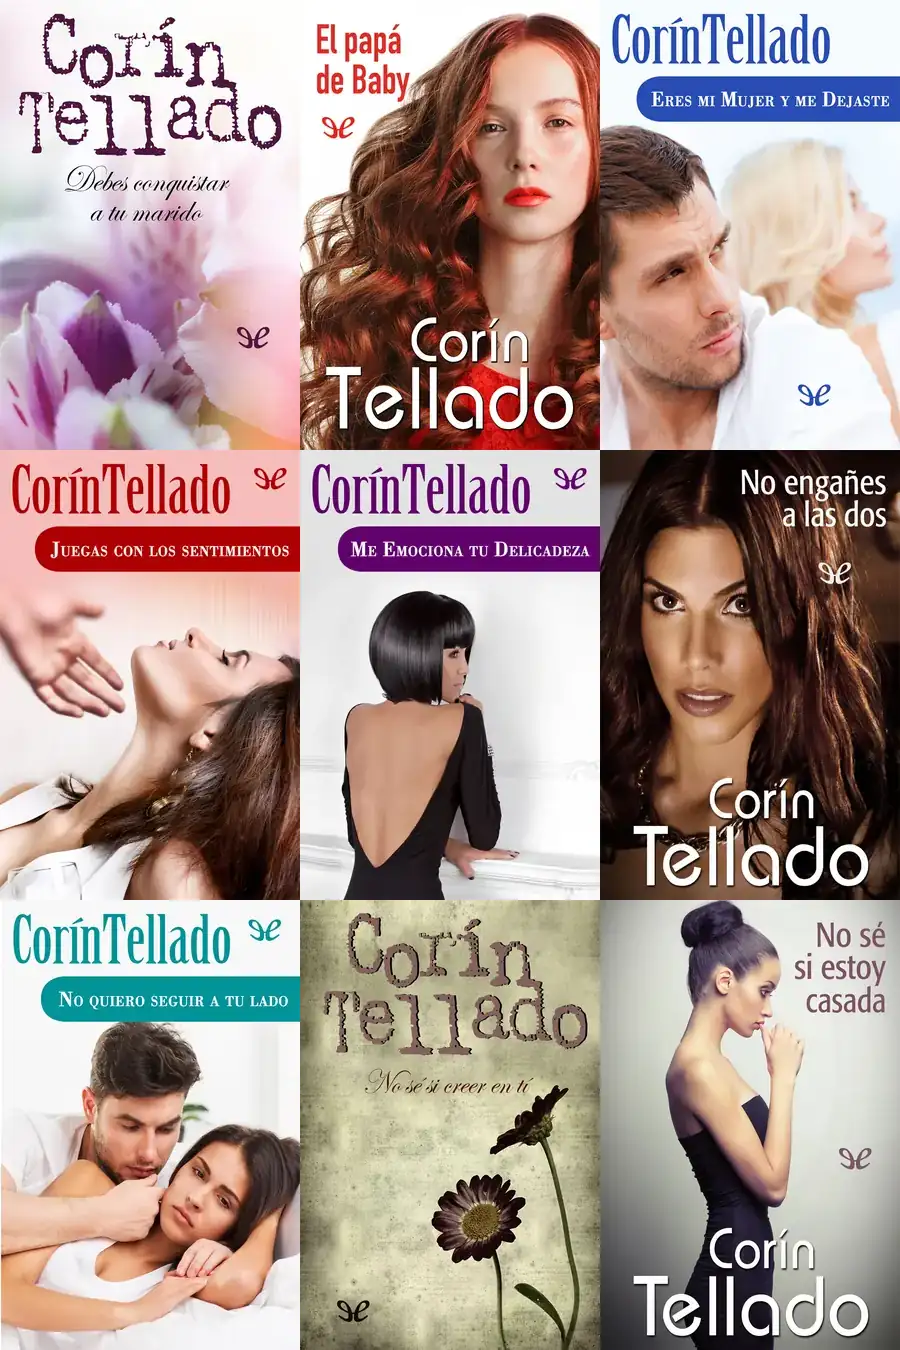 Corín
Tellado
Debes conquistar
a tu marido
El papá
de Baby
Corín
Tellado
CorínTellado
Eres mi Mujer y me Dejaste
CorínTellado
Juegas con los sentimientos
CorínTellado
Me Emociona tu Delicadeza
No engañes
a las dos
Corín
Tellado
CorínTellado
No quiero seguir a tu lado
Corín
Tellado
No sé si creer en tí
No sé
si estoy
casada
Corín
Tellado